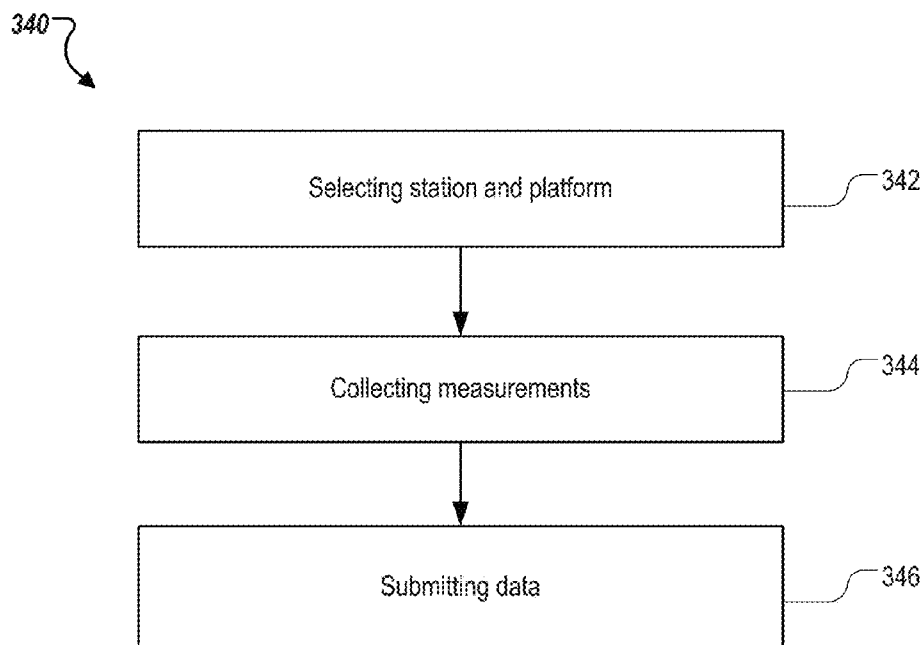 340
Selecting station and platform
342
Collecting measurements
344
Submitting data
346